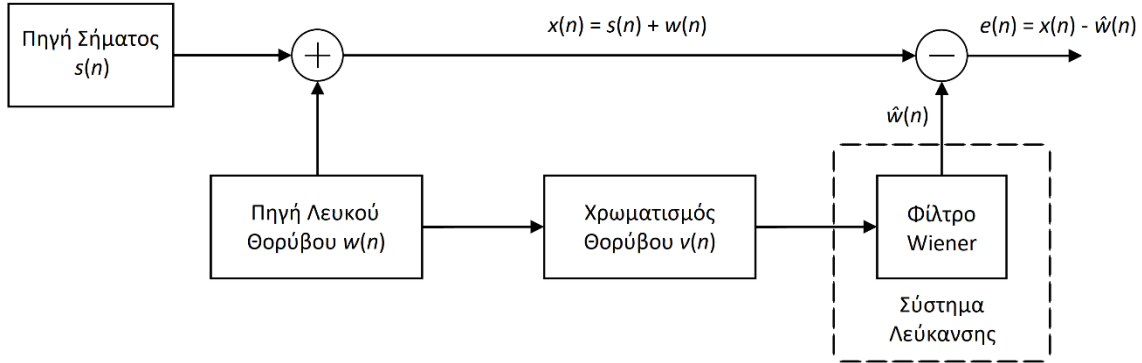 Πηγή Σήματος
s(n)
x(n) = s(n) + w(n)
e(n) = x(n) - ŵ(n)
+
−
ŵ(n)
Πηγή Λευκού
Θορύβου w(n)
Χρωματισμός
Θορύβου v(n)
Φίλτρο
Wiener
Σύστημα
Λεύκανσης